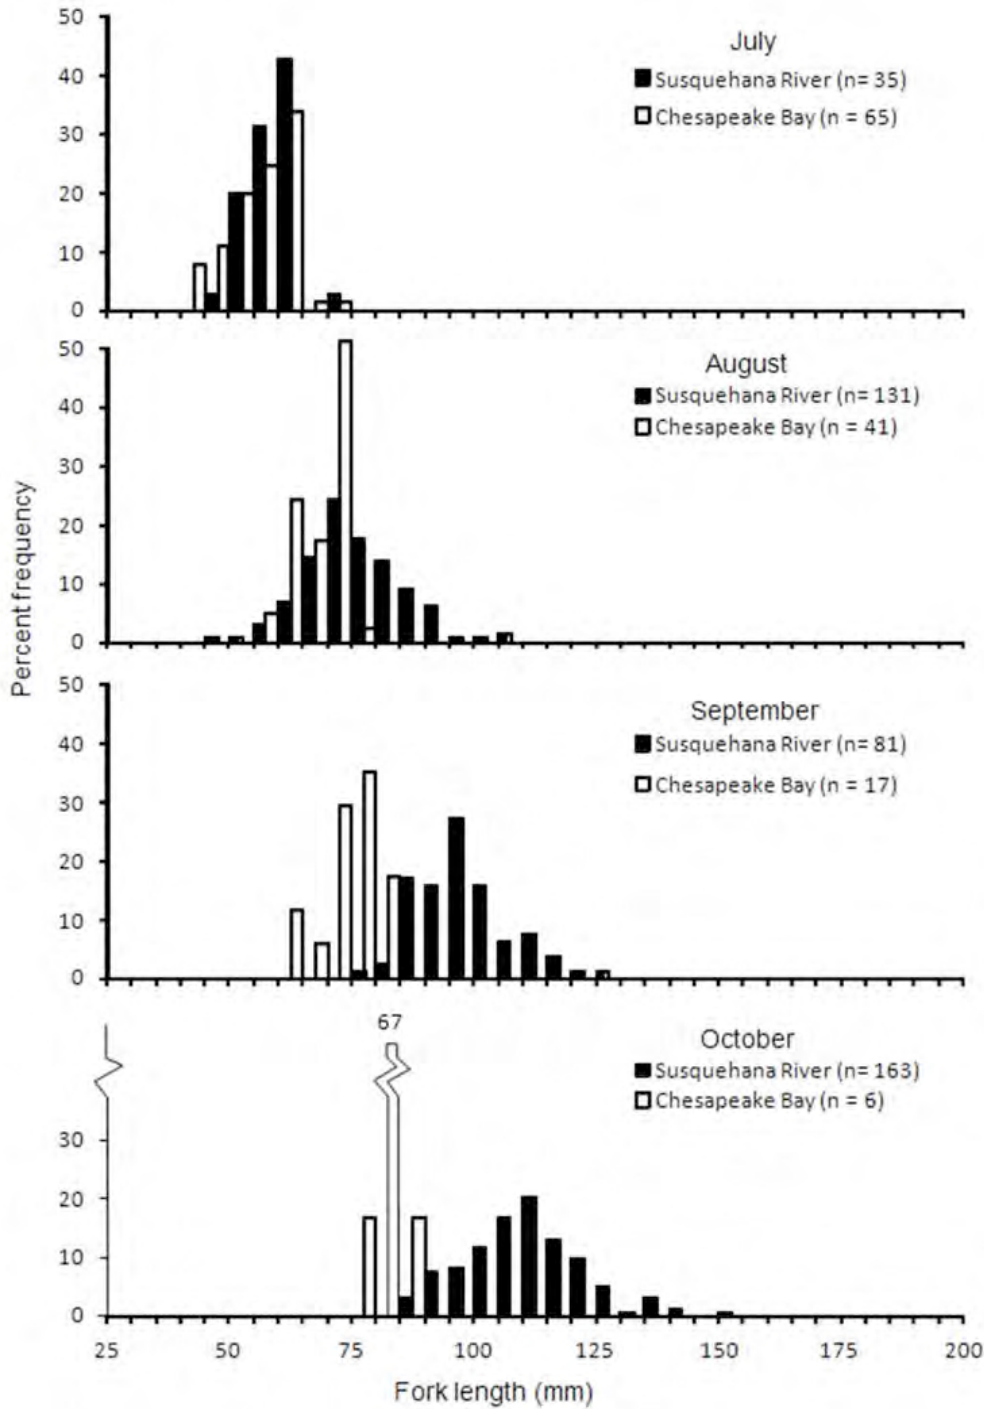 50
40
30
20
10
0
July
Susquehana River (n= 35)
Chesapeake Bay (n = 65)
50
40
30
20
10
0
August
Susquehana River (n= 131)
Chesapeake Bay (n = 41)
Percent frequency
50
40
30
20
10
0
September
Susquehana River (n= 81)
Chesapeake Bay (n = 17)
67
October
Susquehana River (n= 163)
Chesapeake Bay (n = 6)
30
20
10
0
25 50 75 100 125 150 175 200
Fork length (mm)